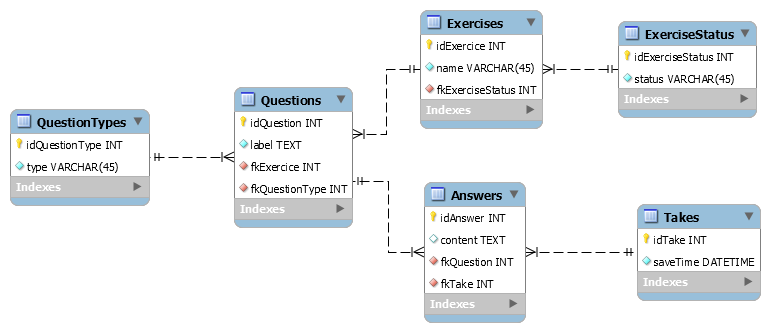 Exercises
idExercice INT
name VARCHAR(45)
fkExerciseStatus INT
Indexes
ExerciseStatus
idExerciseStatus INT
status VARCHAR(45)
Indexes
QuestionTypes
idQuestionType INT
type VARCHAR(45)
Indexes
Questions
idQuestion INT
label TEXT
fkExercice INT
fkQuestionType INT
Indexes
Answers
idAnswer INT
content TEXT
fkQuestion INT
fkTake INT
Indexes
Takes
idTake INT
saveTime DATETIME
Indexes